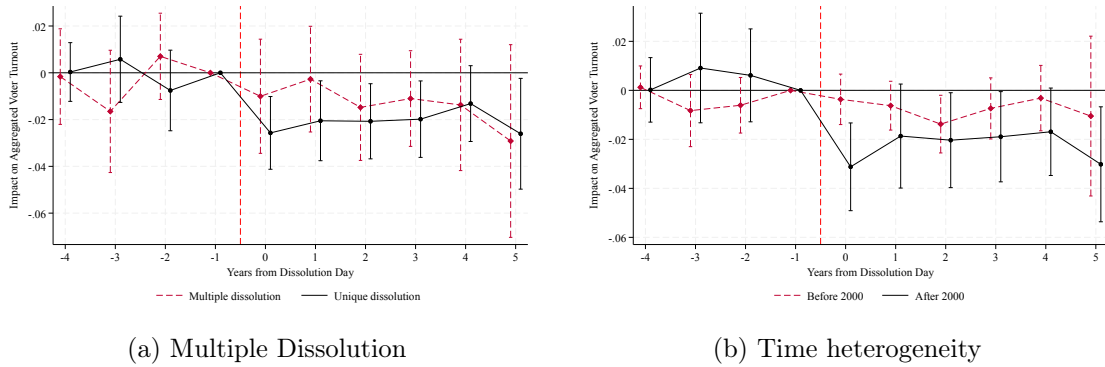 Impact on Aggregated Voter Turnout
.02
0
-.02
-.04
-.06
-4 -3 -2 -1 0 1 2 3 4 5
Years from Dissolution Day
Multiple dissolution Unique dissolution
(a) Multiple Dissolution
Impact on Aggregated Voter Turnout
.02
0
-.02
-.04
-.06
-4 -3 -2 -1 0 1 2 3 4 5
Years from Dissolution Day
Before 2000 After 2000
(b) Time heterogeneity